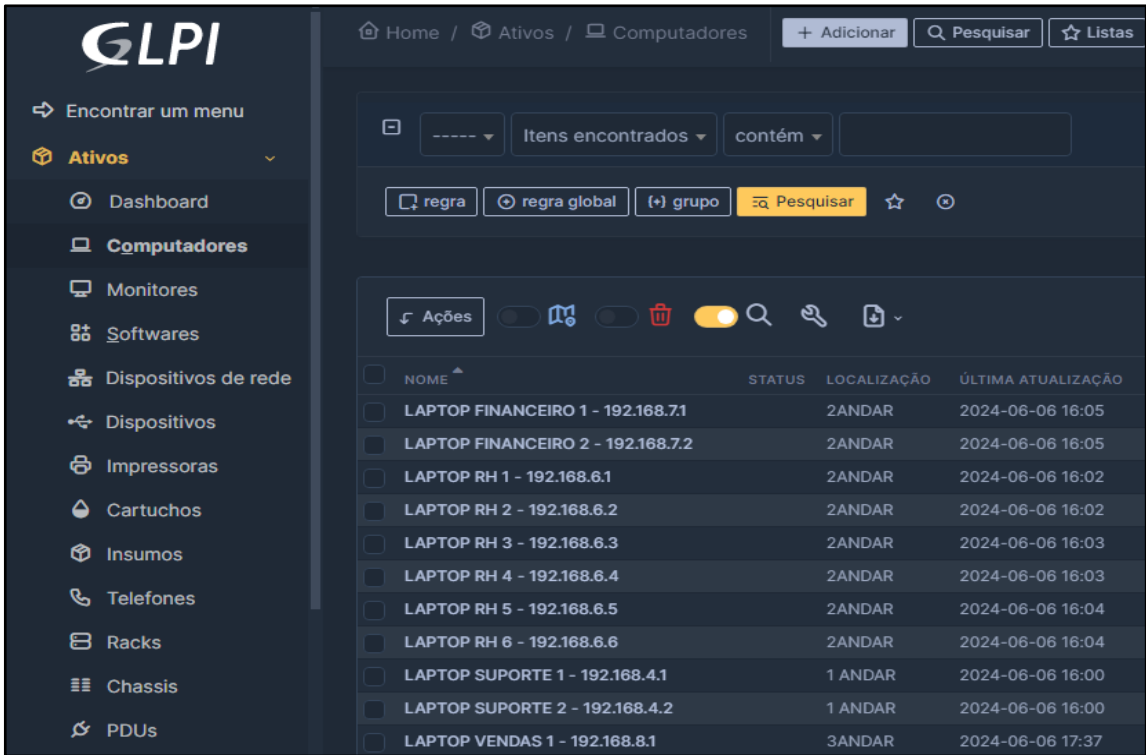 GLPI
Home / Ativos / Computadores
+ Adicionar
Pesquisar
Listas
Encontrar um menu
Ativos
Dashboard
Computadores
Monitores
Softwares
Dispositivos de rede
Dispositivos
Impressoras
Cartuchos
Insumos
Telefones
Racks
Chassis
PDUs
----- Itens encontrados contém
regra regra global grupo Pesquisar
Ações
NOME STATUS LOCALIZAÇÃO ÚLTIMA ATUALIZAÇÃO
LAPTOP FINANCEIRO 1 - 192.168.7.1 2ANDAR 2024-06-06 16:05
LAPTOP FINANCEIRO 2 - 192.168.7.2 2ANDAR 2024-06-06 16:05
LAPTOP RH 1 - 192.168.6.1 2ANDAR 2024-06-06 16:02
LAPTOP RH 2 - 192.168.6.2 2ANDAR 2024-06-06 16:02
LAPTOP RH 3 - 192.168.6.3 2ANDAR 2024-06-06 16:03
LAPTOP RH 4 - 192.168.6.4 2ANDAR 2024-06-06 16:03
LAPTOP RH 5 - 192.168.6.5 2ANDAR 2024-06-06 16:04
LAPTOP RH 6 - 192.168.6.6 2ANDAR 2024-06-06 16:04
LAPTOP SUPORTE 1 - 192.168.4.1 1 ANDAR 2024-06-06 16:00
LAPTOP SUPORTE 2 - 192.168.4.2 1 ANDAR 2024-06-06 16:00
LAPTOP VENDAS 1 - 192.168.8.1 3ANDAR 2024-06-06 17:37